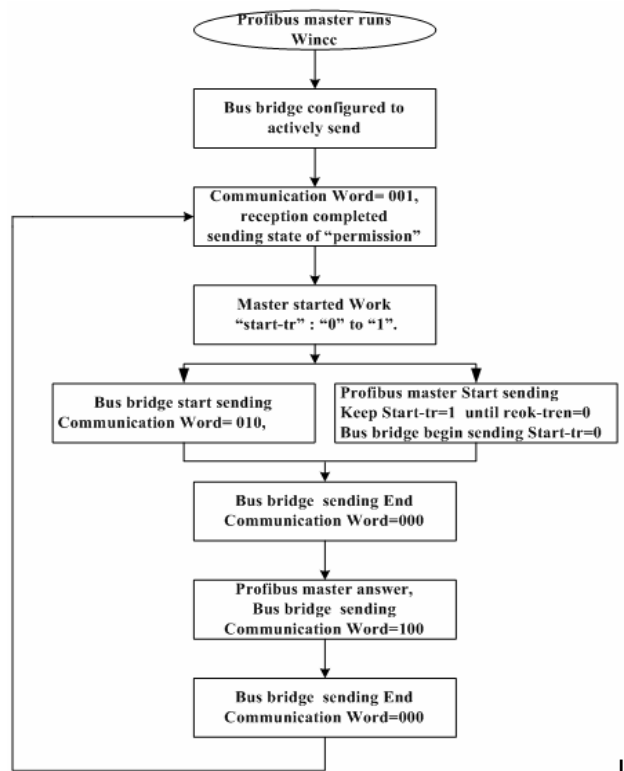 Profibus master runs
Wincc
Bus bridge configured to
actively send
Communication Word= 001,
reception completed
sending state of “permission”
Master started Work
“start-tr” : “0” to “1”.
Bus bridge start sending
Communication Word= 010,
Profibus master Start sending
Keep Start-tr=1 until reok-tren=0
Bus bridge begin sending Start-tr=0
Bus bridge sending End
Communication Word=000
Profibus master answer,
Bus bridge sending
Communication Word=100
Bus bridge sending End
Communication Word=000